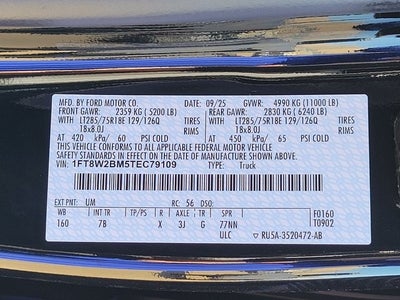 MFD. BY FORD MOTOR CO. 09/25 GVWR: 4990 KG (11000 LB)
FRONT GAWR: 2359 KG (5200 LB) REAR GAWR: 2830 KG (6240 LB)
WITH LT285/75R18E 129/126Q TIRES WITH LT285/75R18E 129/126Q TIRES
18x8.0J RIMS 18x8.0J RIMS
AT 420 kPa/ 60 PSI COLD AT 450 kPa/ 65 PSI COLD
THIS VEHICLE CONFORMS TO ALL APPLICABLE FEDERAL MOTOR VEHICLE
SAFETY STANDARDS IN EFFECT ON THE DATE OF MANUFACTURE SHOWN ABOVE.
VIN: 1FT8W2BM5TEC79109 TYPE: Truck
EXT PNT: UM RC: 56 DSO:
WB INT TR TP/PS R AXLE TR SPR F0160
160 7B X 3J G 77NN T0902
ULC RU5A-3520472-AB